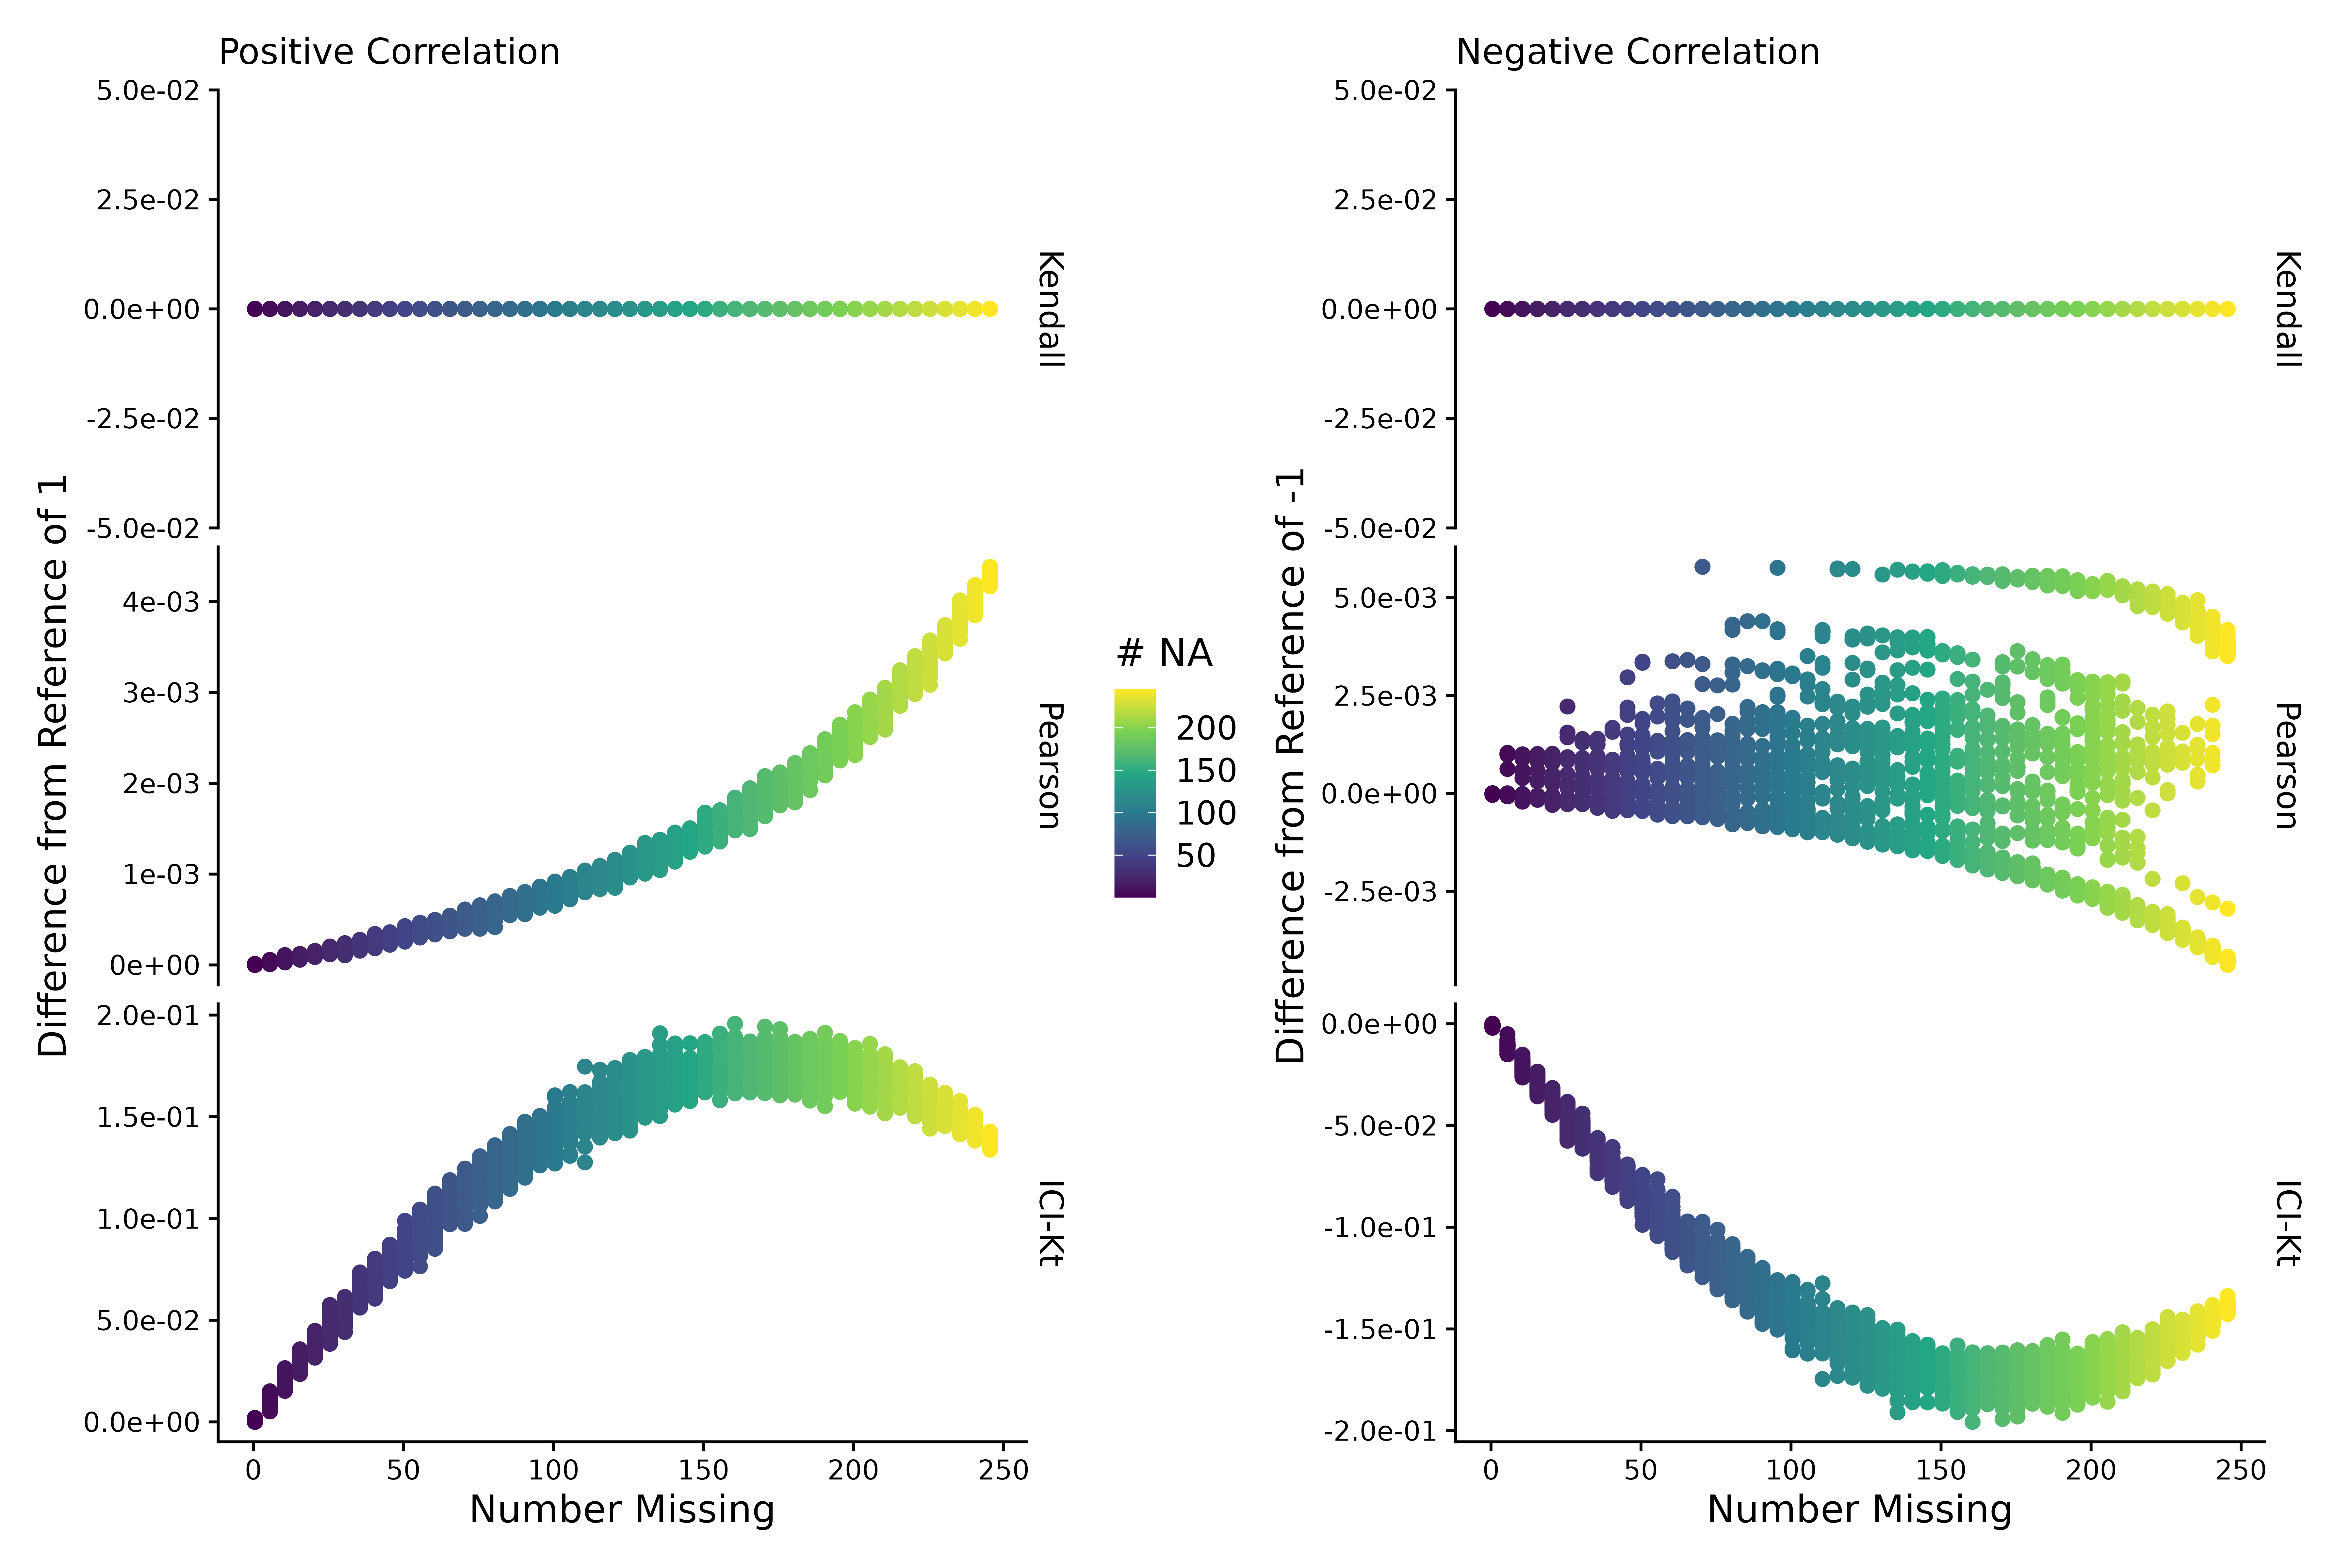 Positive Correlation
Difference from Reference of 1
5.0e-02
2.5e-02
0.0e+00
-2.5e-02
-5.0e-02
Kendall
4e-03
3e-03
2e-03
1e-03
0e+00
Pearson
2.0e-01
1.5e-01
1.0e-01
5.0e-02
0.0e+00
ICI-Kt
0 50 100 150 200 250
Number Missing
# NA
200
150
100
50
Negative Correlation
Difference from Reference of -1
5.0e-02
2.5e-02
0.0e+00
-2.5e-02
-5.0e-02
Kendall
5.0e-03
2.5e-03
0.0e+00
-2.5e-03
Pearson
0.0e+00
-5.0e-02
-1.0e-01
-1.5e-01
-2.0e-01
ICI-Kt
0 50 100 150 200 250
Number Missing